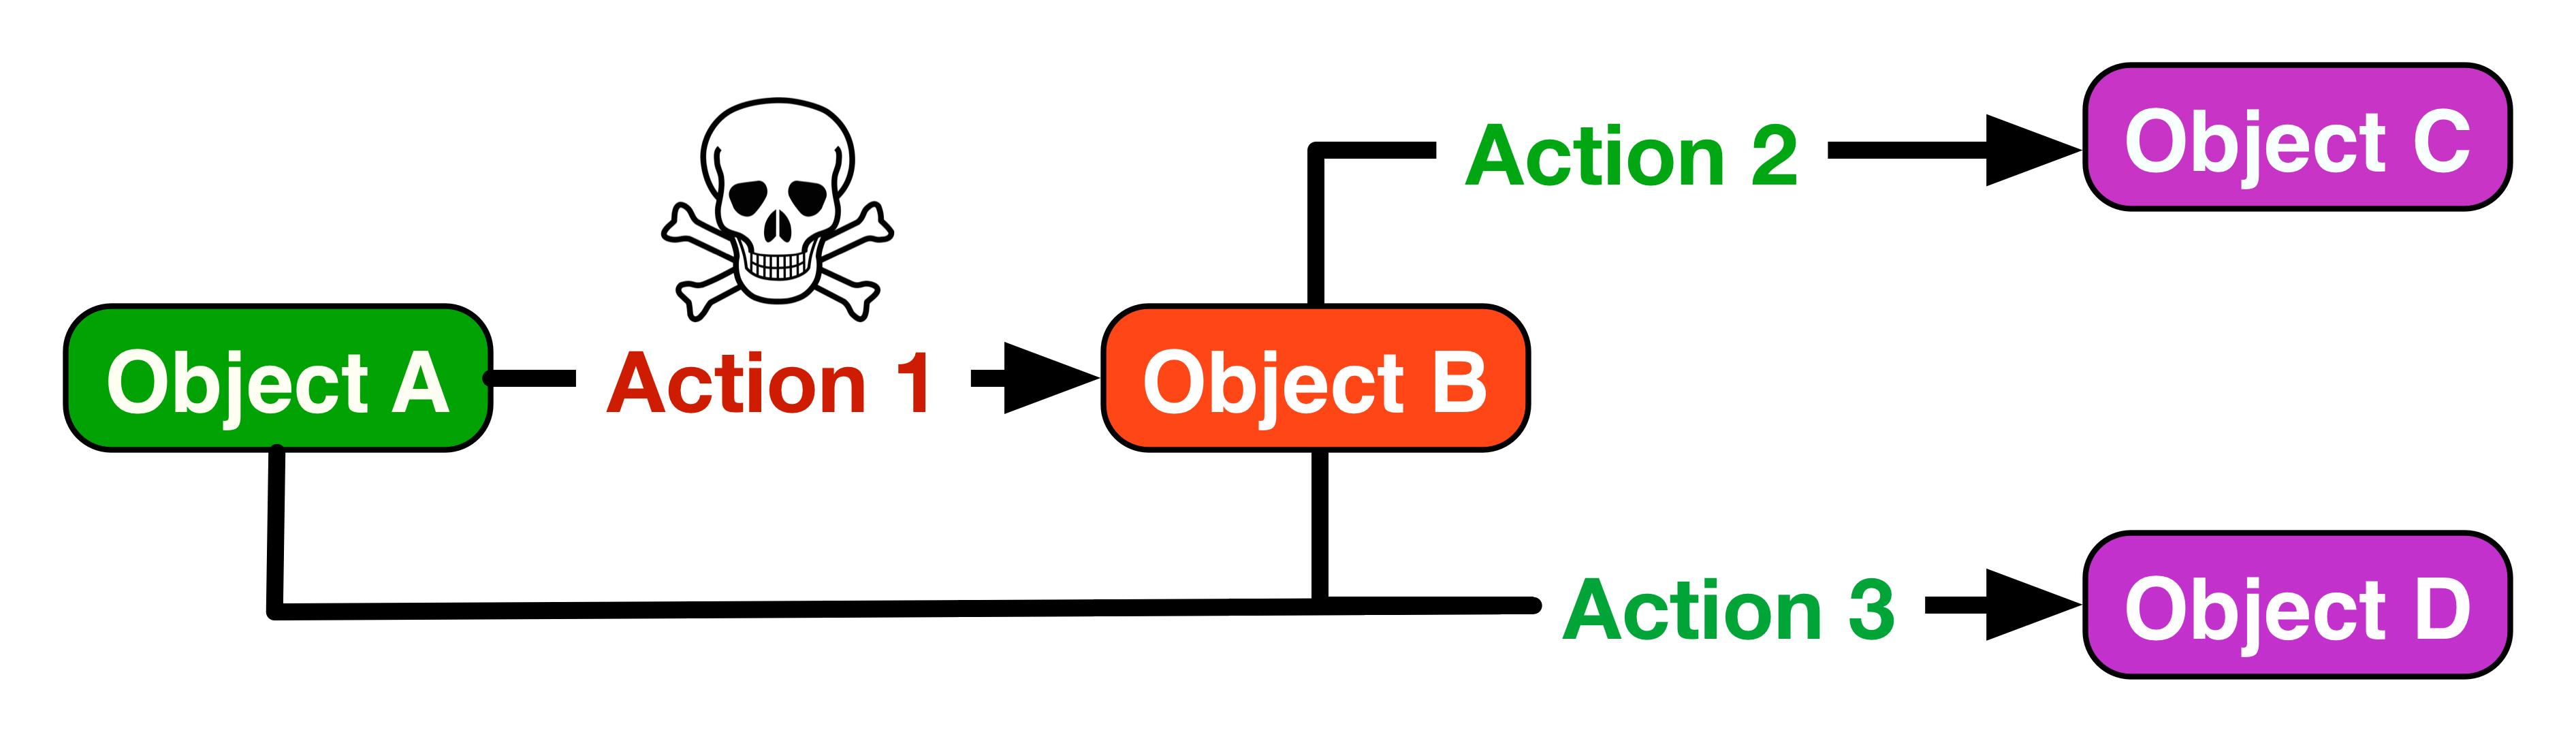 Action 2
Object C
Object A
Action 1
Object B
Action 3
Object D